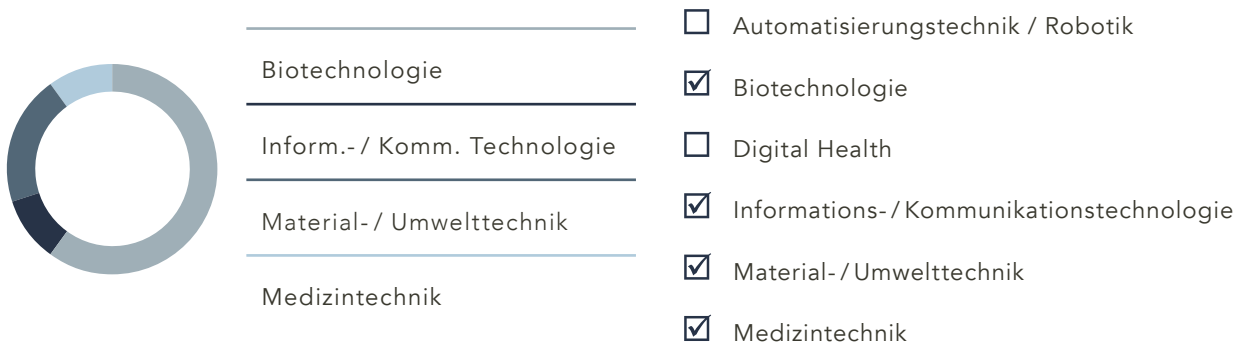 Biotechnologie
Inform.- / Komm. Technologie
Material- / Umwelttechnik
Medizintechnik
Automatisierungstechnik / Robotik
Biotechnologie
Digital Health
Informations- / Kommunikationstechnologie
Material- / Umwelttechnik
Medizintechnik